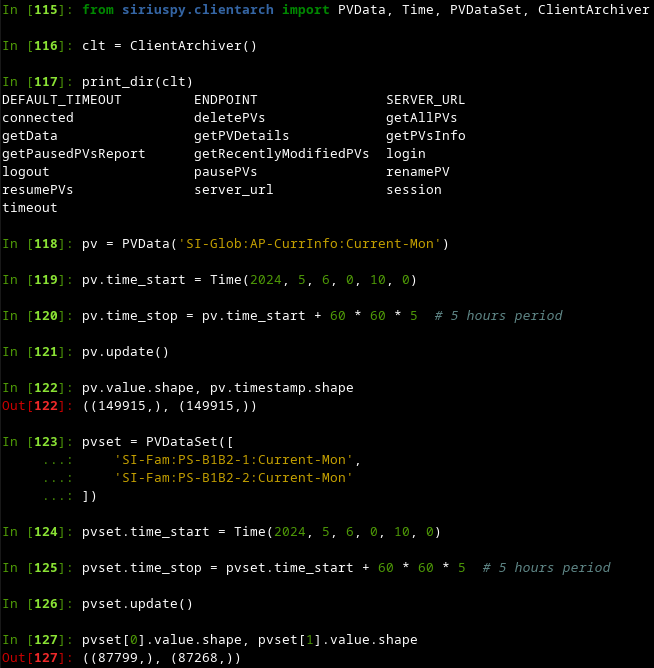 In [115]: from siriuspy.clientarch import PVData, Time, PVDataSet, ClientArchiver
In [116]: clt = ClientArchiver()
In [117]: print_dir(clt)
DEFAULT_TIMEOUT ENDPOINT SERVER_URL
connected deletePVs getAllPVs
getData getPVDetails getPVsInfo
getPausedPVsReport getRecentlyModifiedPVs login
logout pausePVs renamePV
resumePVs server_url session
timeout
In [118]: pv = PVData('SI-Glob:AP-CurrInfo:Current-Mon')
In [119]: pv.time_start = Time(2024, 5, 6, 0, 10, 0)
In [120]: pv.time_stop = pv.time_start + 60 * 60 * 5  # 5 hours period
In [121]: pv.update()
In [122]: pv.value.shape, pv.timestamp.shape
Out[122]: ((149915,), (149915,))
In [123]: pvset = PVDataSet([
...:     'SI-Fam:PS-B1B2-1:Current-Mon',
...:     'SI-Fam:PS-B1B2-2:Current-Mon'
...: ])
In [124]: pvset.time_start = Time(2024, 5, 6, 0, 10, 0)
In [125]: pvset.time_stop = pvset.time_start + 60 * 60 * 5  # 5 hours period
In [126]: pvset.update()
In [127]: pvset[0].value.shape, pvset[1].value.shape
Out[127]: ((87799,), (87268,))